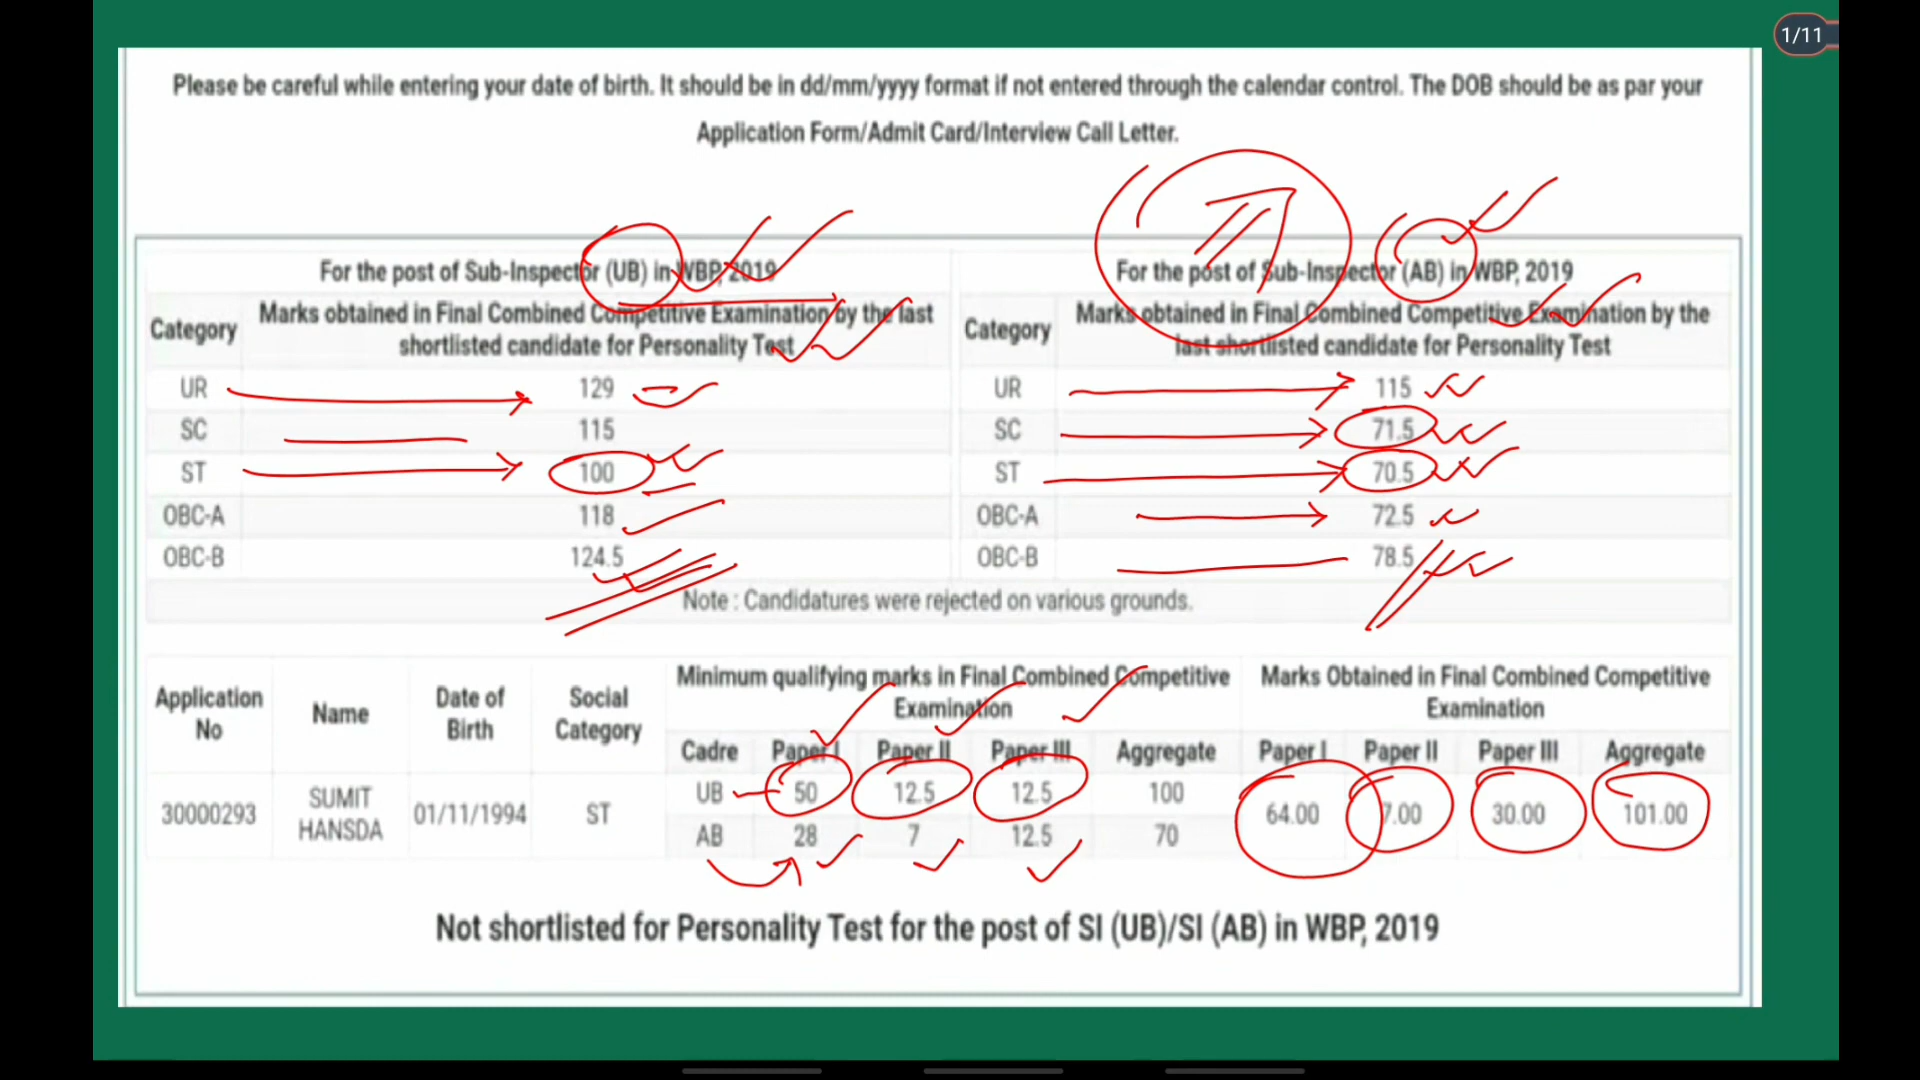 1/11
Please be careful while entering your date of birth. It should be in dd/mm/yyyy format if not entered through the calendar control. The DOB should be as par your
Application Form/Admit Card/Interview Call Letter.
For the post of Sub-Inspector (UB) in WBP, 2019
Category Marks obtained in Final Combined Competitive Examination by the last
shortlisted candidate for Personality Test
UR 129
SC 115
ST 100
OBC-A 118
OBC-B 124.5
For the post of Sub-Inspector (AB) in WBP, 2019
Category Marks obtained in Final Combined Competitive Examination by the
last shortlisted candidate for Personality Test
UR 115
SC 71.5
ST 70.5
OBC-A 72.5
OBC-B 78.5
Note : Candidatures were rejected on various grounds.
Application
No
Name
Date of
Birth
Social
Category
Minimum qualifying marks in Final Combined Competitive
Examination
Marks Obtained in Final Combined Competitive
Examination
Cadre Paper I Paper II Paper III Aggregate Paper I Paper II Paper III Aggregate
30000293
SUMIT
HANSDA
01/11/1994
ST
UB 50 12.5 12.5 100
AB 28 7 12.5 70
64.00 7.00 30.00 101.00
Not shortlisted for Personality Test for the post of SI (UB)/SI (AB) in WBP, 2019